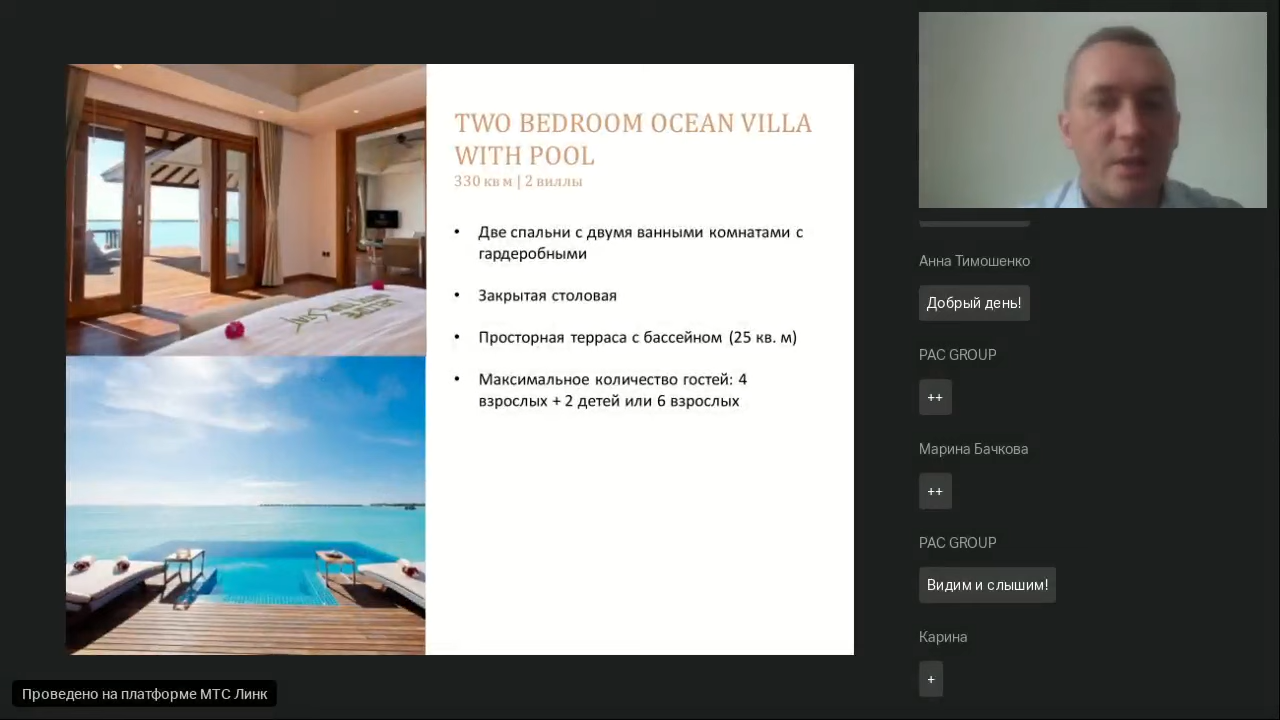 TWO BEDROOM OCEAN VILLA
WITH POOL
330 кв м | 2 виллы
• Две спальни с двумя ванными комнатами с
гардеробными
• Закрытая столовая
• Просторная терраса с бассейном (25 кв. м)
• Максимальное количество гостей: 4
взрослых + 2 детей или 6 взрослых
Анна Тимошенко
Добрый день!
PAC GROUP
++
Марина Бачкова
++
PAC GROUP
Видим и слышим!
Карина
+
Проведено на платформе МТС Линк